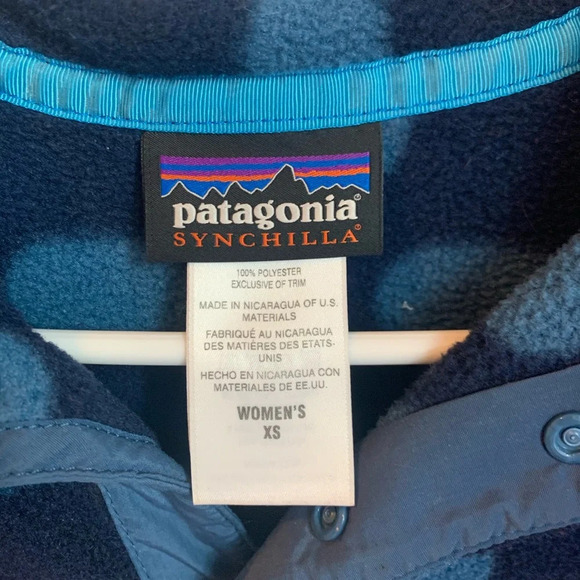 patagonia®
SYNCHILLA®
100% POLYESTER
EXCLUSIVE OF TRIM
MADE IN NICARAGUA OF U.S.
MATERIALS
FABRIQUÉ AU NICARAGUA
DES MATIÈRES DES ETATS-
UNIS
HECHO EN NICARAGUA CON
MATERIALES DE EE.UU.
WOMEN'S
XS